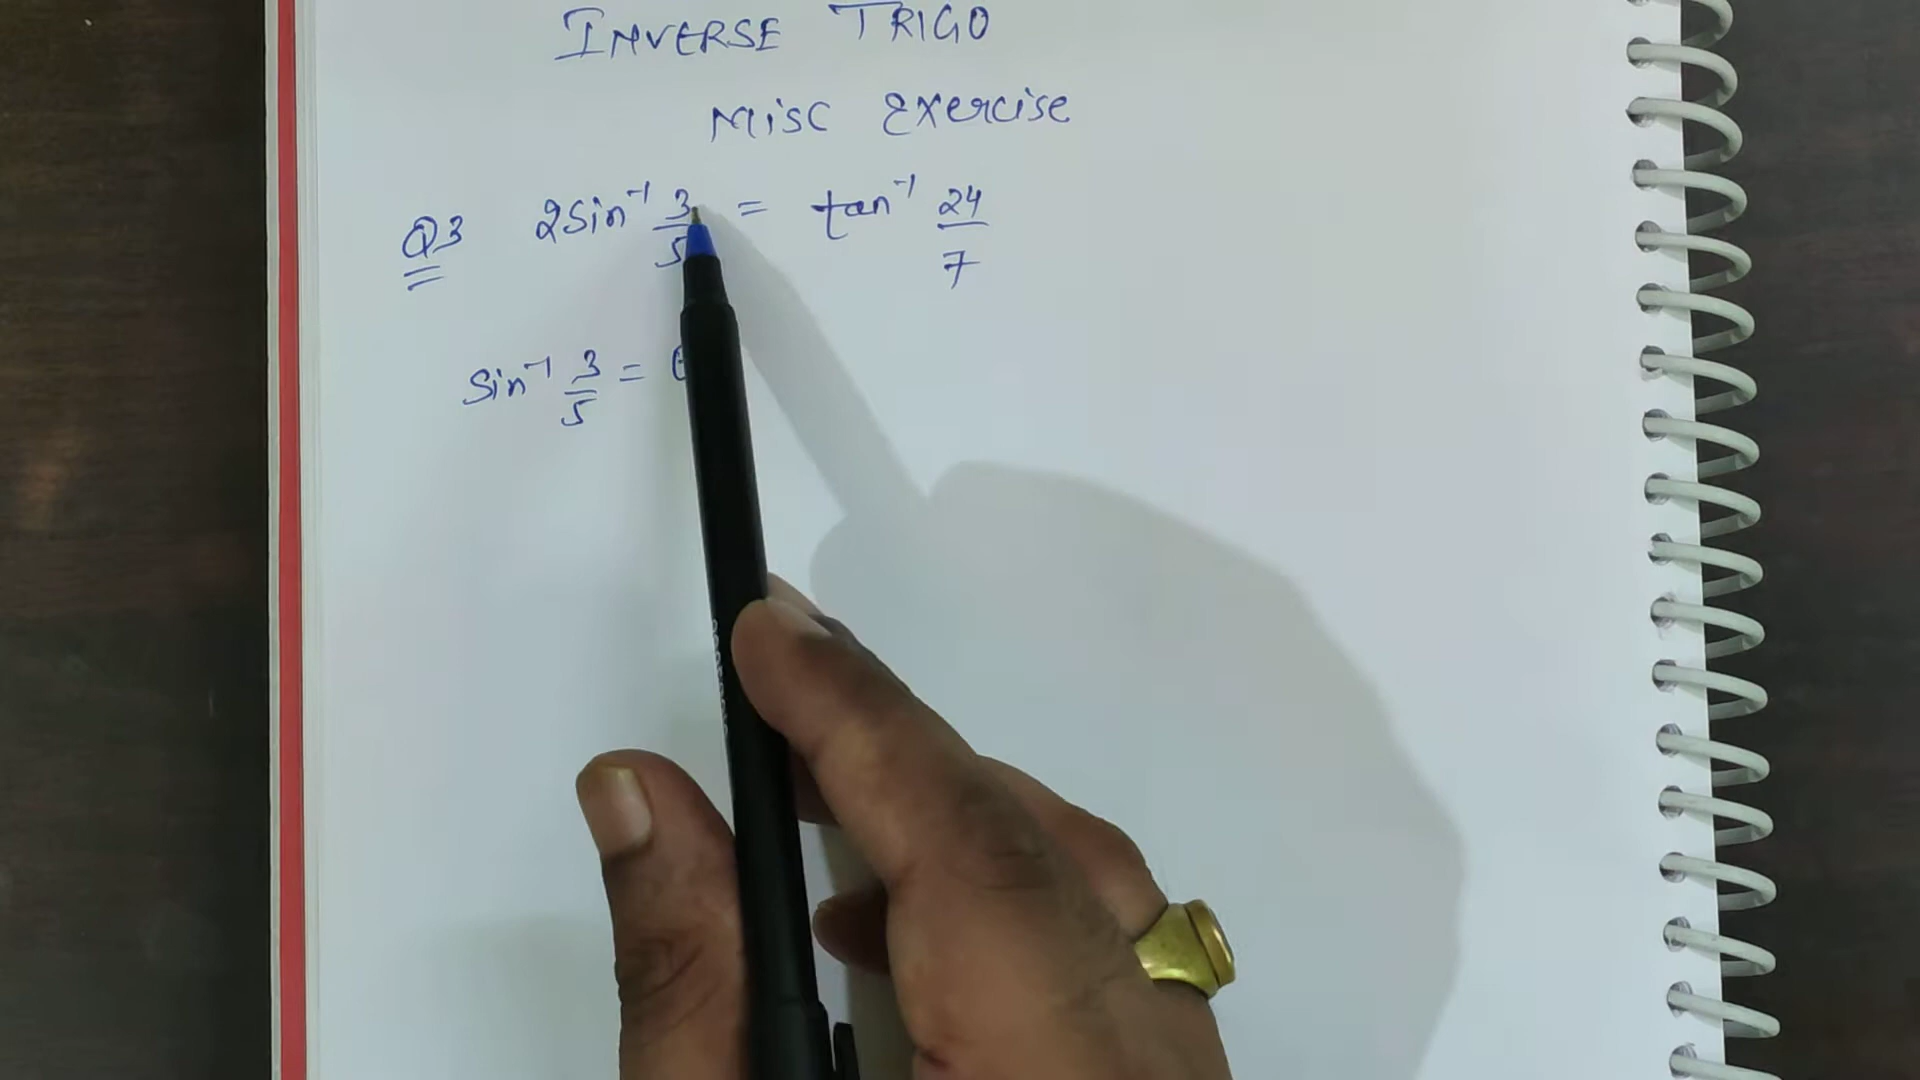 INVERSE TRIGO
Misc Exercise
Q3 2Sin⁻¹ 3/5 = tan⁻¹ 24/7
Sin⁻¹ 3/5 = θ